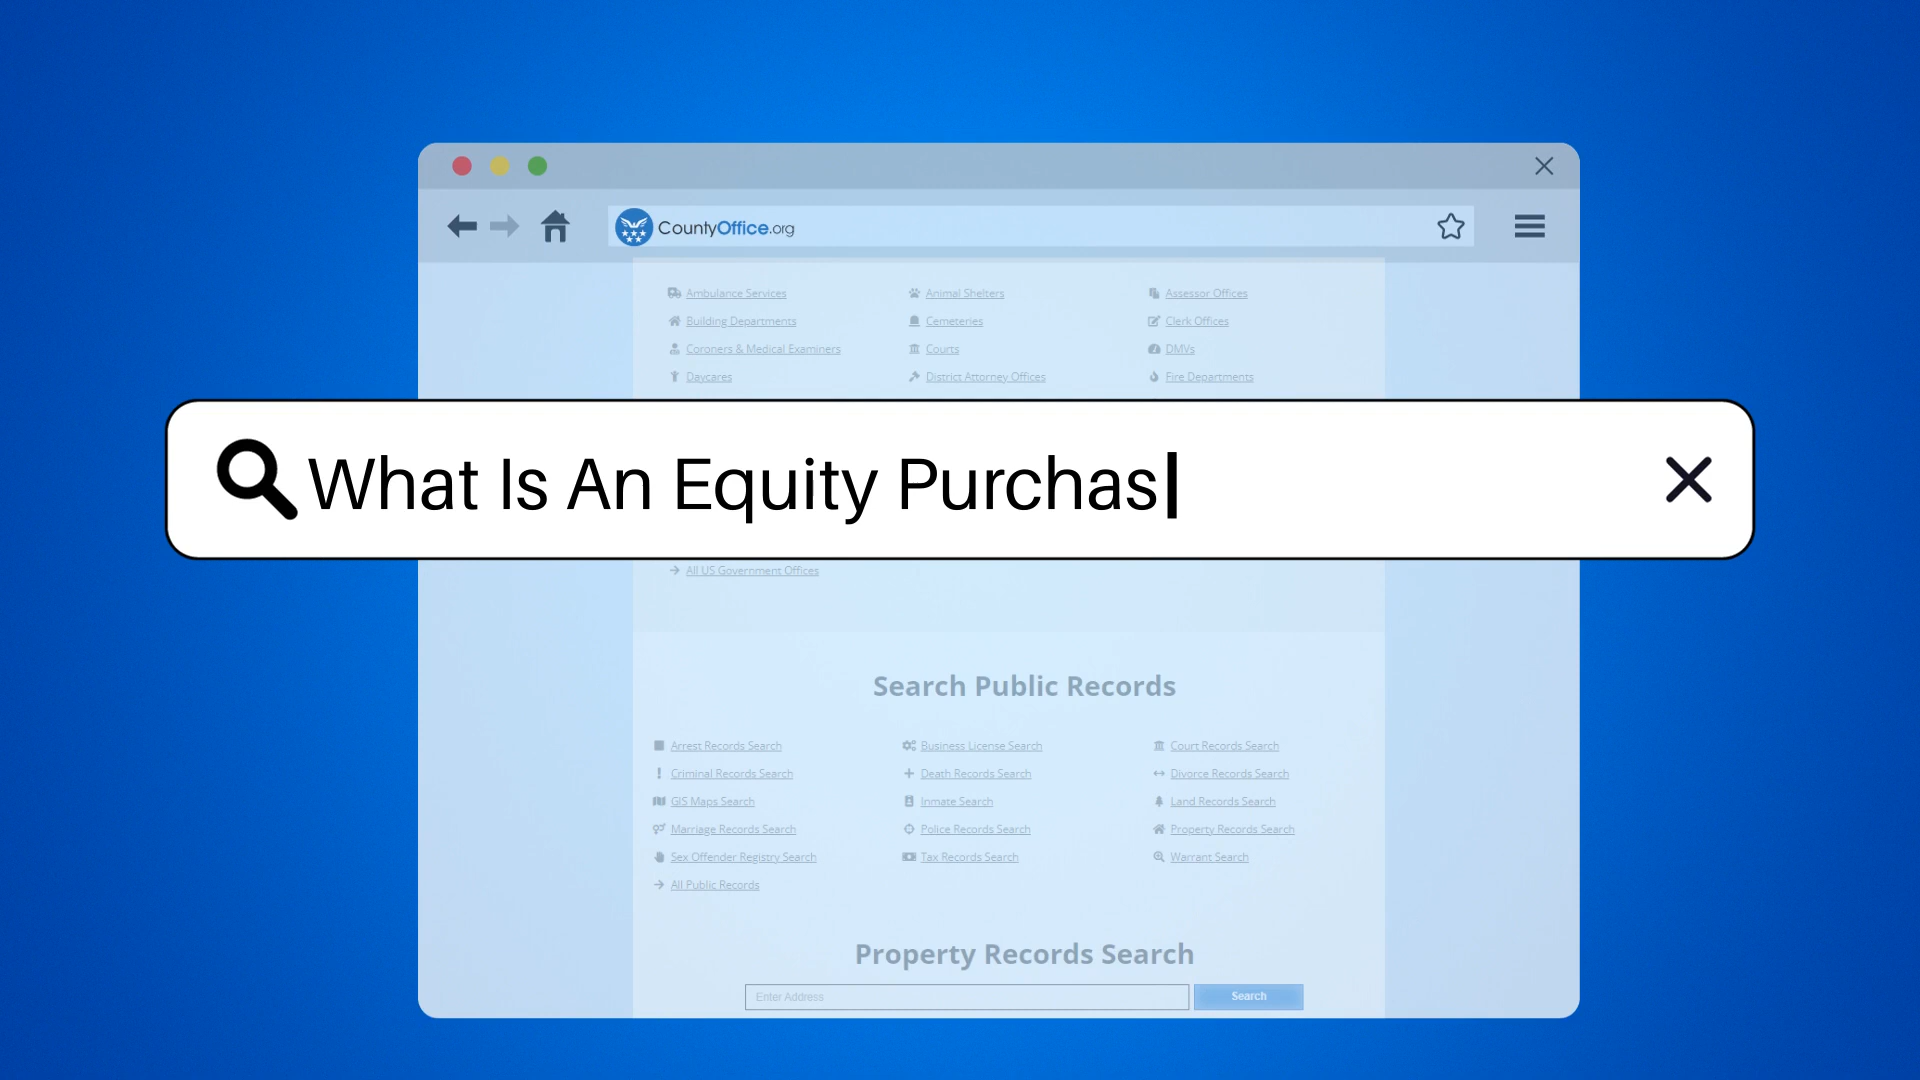 CountyOffice.org
Ambulance Services Animal Shelters Assessor Offices
Building Departments Cemeteries Clerk Offices
Coroners & Medical Examiners Courts DMVs
Daycares District Attorney Offices Fire Departments
What Is An Equity Purchas
All US Government Offices
Search Public Records
Arrest Records Search Business License Search Court Records Search
Criminal Records Search Death Records Search Divorce Records Search
GIS Maps Search Inmate Search Land Records Search
Marriage Records Search Police Records Search Property Records Search
Sex Offender Registry Search Tax Records Search Warrant Search
All Public Records
Property Records Search
Enter Address Search